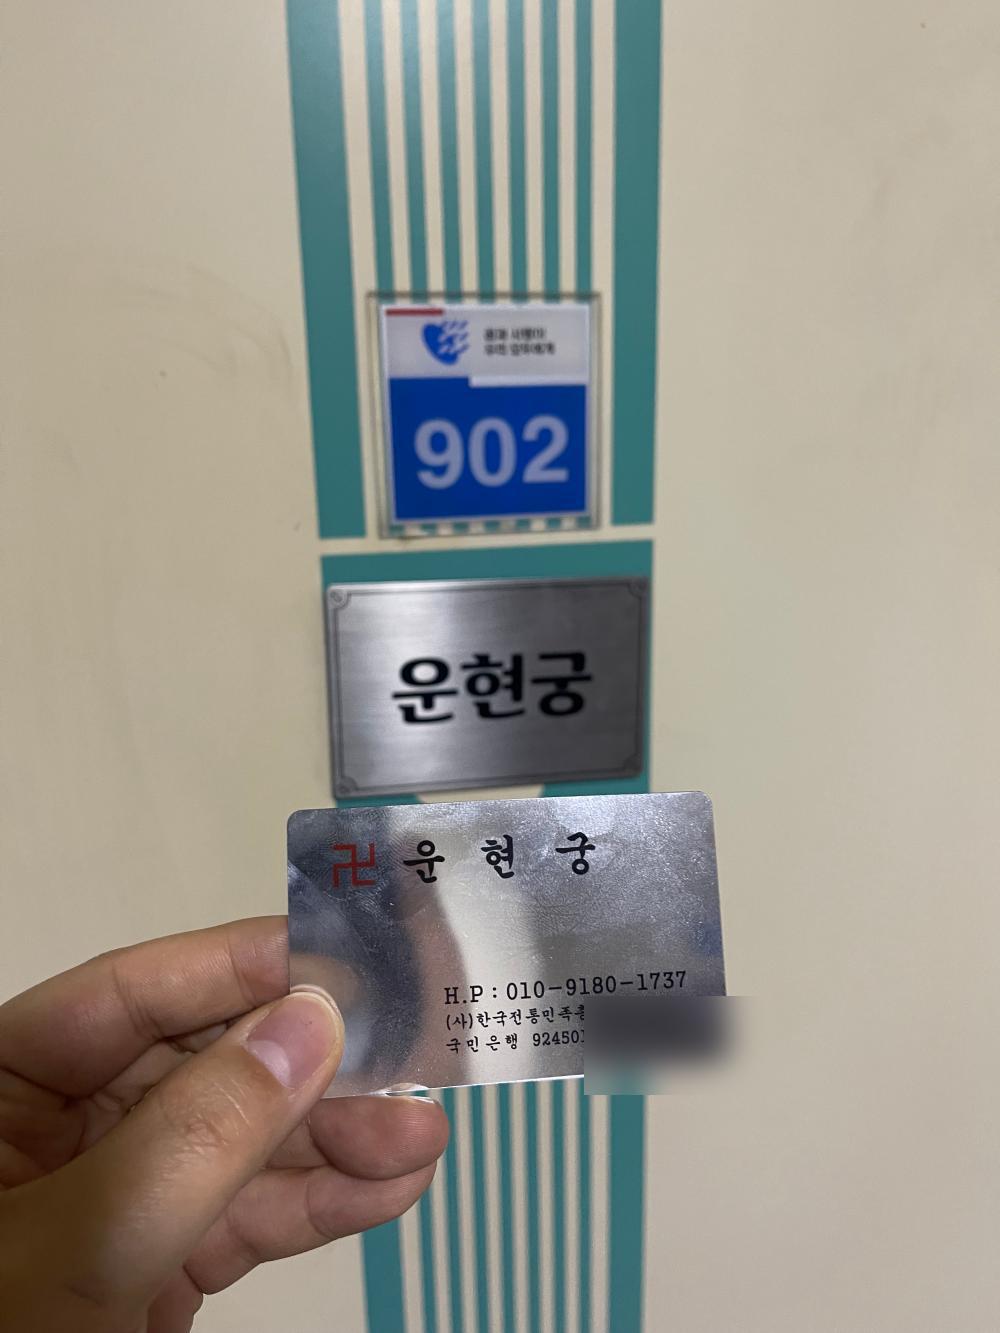 902
운현궁
卍 운 현 궁
H.P : 010-9180-1737
(사)한국전통민족
국민은행 92450